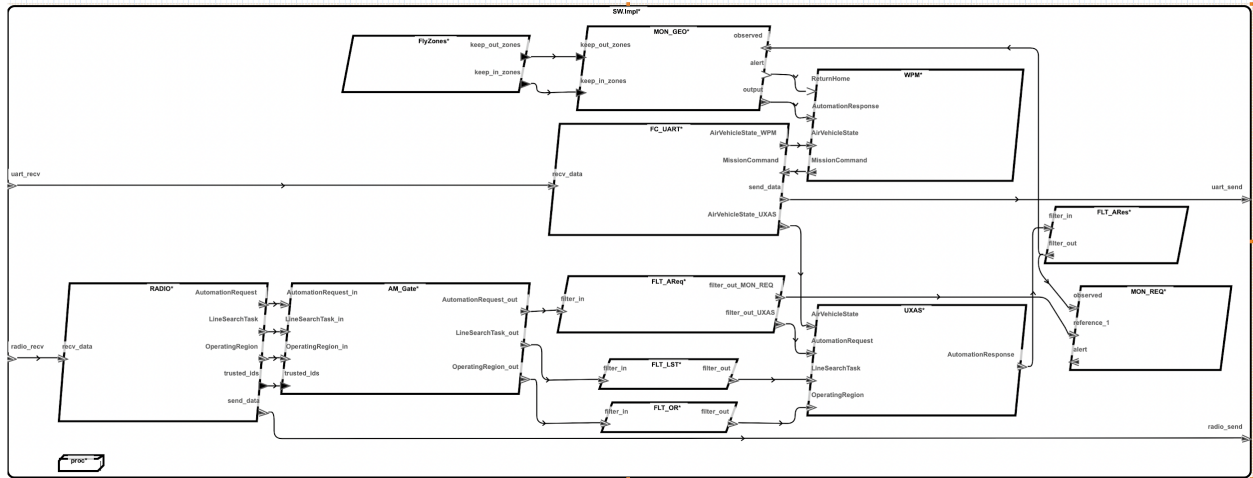 SW.Impl*
FlyZones*
keep_out_zones
keep_in_zones
MON_GEO*
keep_out_zones
keep_in_zones
observed
alert
output
WPM*
ReturnHome
AutomationResponse
AirVehicleState
MissionCommand
FC_UART*
recv_data
AirVehicleState_WPM
MissionCommand
send_data
AirVehicleState_UXAS
uart_recv
uart_send
FLT_ARes*
filter_in
filter_out
MON_REQ*
observed
reference_1
alert
RADIO*
recv_data
AutomationRequest
LineSearchTask
OperatingRegion
trusted_ids
send_data
AM_Gate*
AutomationRequest_in
LineSearchTask_in
OperatingRegion_in
trusted_ids
AutomationRequest_out
LineSearchTask_out
OperatingRegion_out
FLT_AReq*
filter_in
filter_out_MON_REQ
filter_out_UXAS
FLT_LST*
filter_in
filter_out
FLT_OR*
filter_in
filter_out
UXAS*
AirVehicleState
AutomationRequest
LineSearchTask
OperatingRegion
AutomationResponse
radio_recv
radio_send
proc*